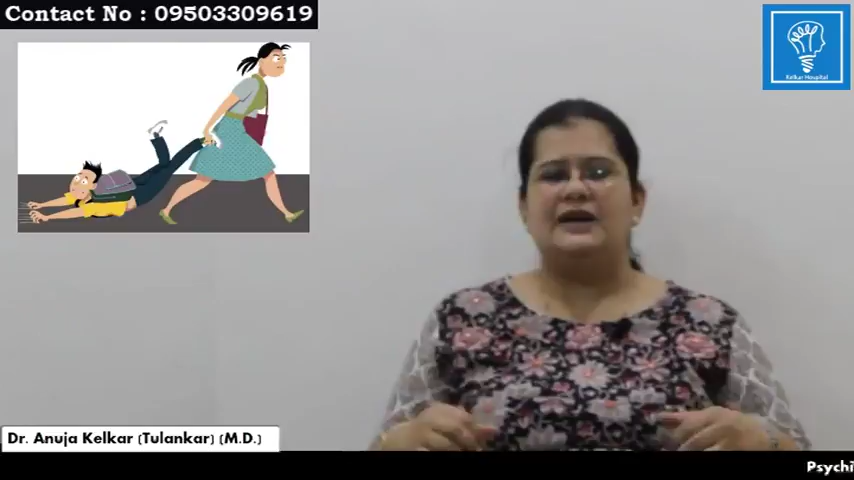 Contact No : 09503309619
Kelkar Hospital
Dr. Anuja Kelkar (Tulankar) (M.D.)
Psychi